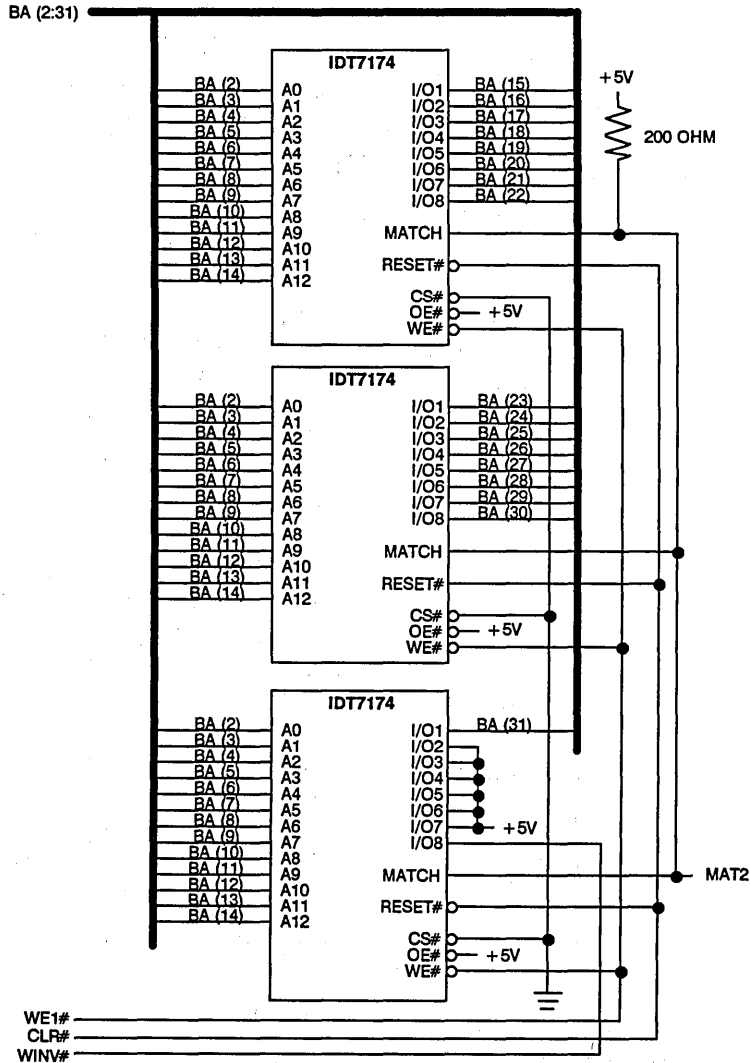 BA (2:31)
IDT7174
BA (2) A0 I/O1 BA (15)
BA (3) A1 I/O2 BA (16)
BA (4) A2 I/O3 BA (17)
BA (5) A3 I/O4 BA (18)
BA (6) A4 I/O5 BA (19)
BA (7) A5 I/O6 BA (20)
BA (8) A6 I/O7 BA (21)
BA (9) A7 I/O8 BA (22)
BA (10) A8
BA (11) A9 MATCH
BA (12) A10
BA (13) A11 RESET#
BA (14) A12
CS#
OE# +5V
WE#
+5V
200 OHM
IDT7174
BA (2) A0 I/O1 BA (23)
BA (3) A1 I/O2 BA (24)
BA (4) A2 I/O3 BA (25)
BA (5) A3 I/O4 BA (26)
BA (6) A4 I/O5 BA (27)
BA (7) A5 I/O6 BA (28)
BA (8) A6 I/O7 BA (29)
BA (9) A7 I/O8 BA (30)
BA (10) A8
BA (11) A9 MATCH
BA (12) A10
BA (13) A11 RESET#
BA (14) A12
CS#
OE# +5V
WE#
IDT7174
BA (2) A0 I/O1 BA (31)
BA (3) A1 I/O2
BA (4) A2 I/O3
BA (5) A3 I/O4
BA (6) A4 I/O5
BA (7) A5 I/O6
BA (8) A6 I/O7 +5V
BA (9) A7 I/O8
BA (10) A8
BA (11) A9 MATCH MAT2
BA (12) A10
BA (13) A11 RESET#
BA (14) A12
CS#
OE# +5V
WE#
WE1#
CLR#
WINV#